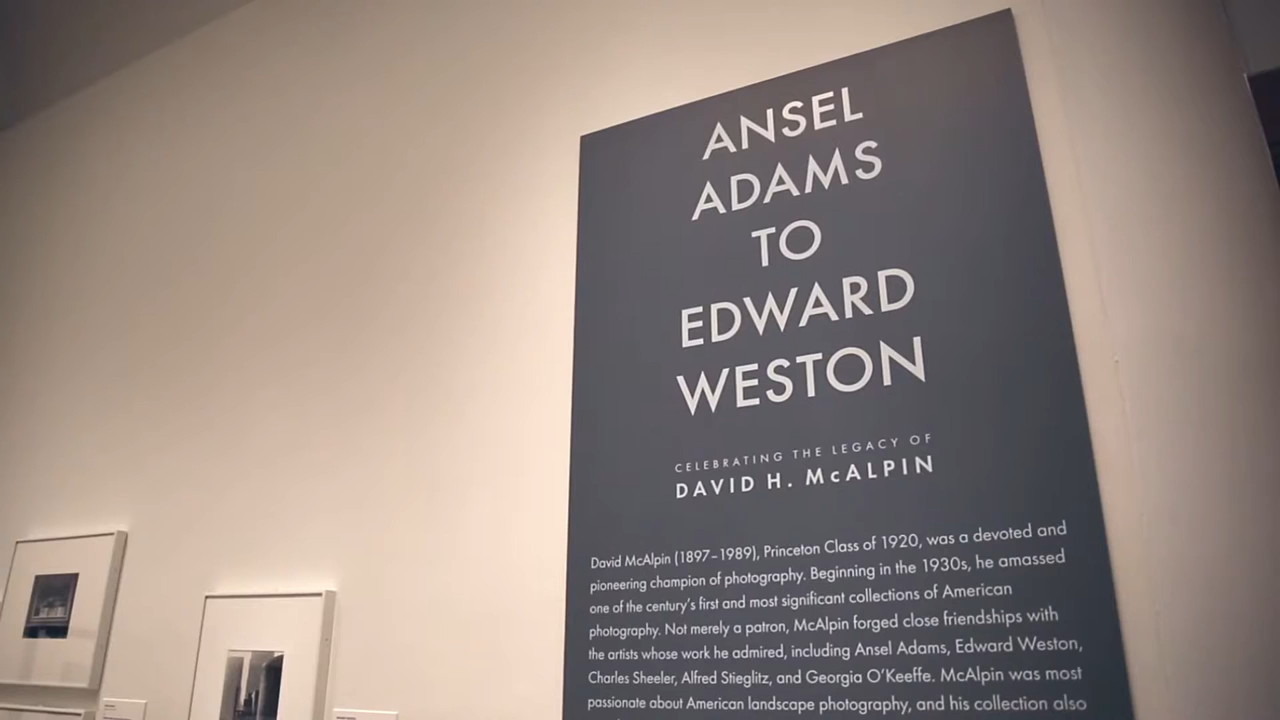 ANSEL
ADAMS
TO
EDWARD
WESTON
CELEBRATING THE LEGACY OF
DAVID H. McALPIN
David McAlpin (1897–1989), Princeton Class of 1920, was a devoted and
pioneering champion of photography. Beginning in the 1930s, he amassed
one of the century's first and most significant collections of American
photography. Not merely a patron, McAlpin forged close friendships with
the artists whose work he admired, including Ansel Adams, Edward Weston,
Charles Sheeler, Alfred Stieglitz, and Georgia O'Keeffe. McAlpin was most
passionate about American landscape photography, and his collection also